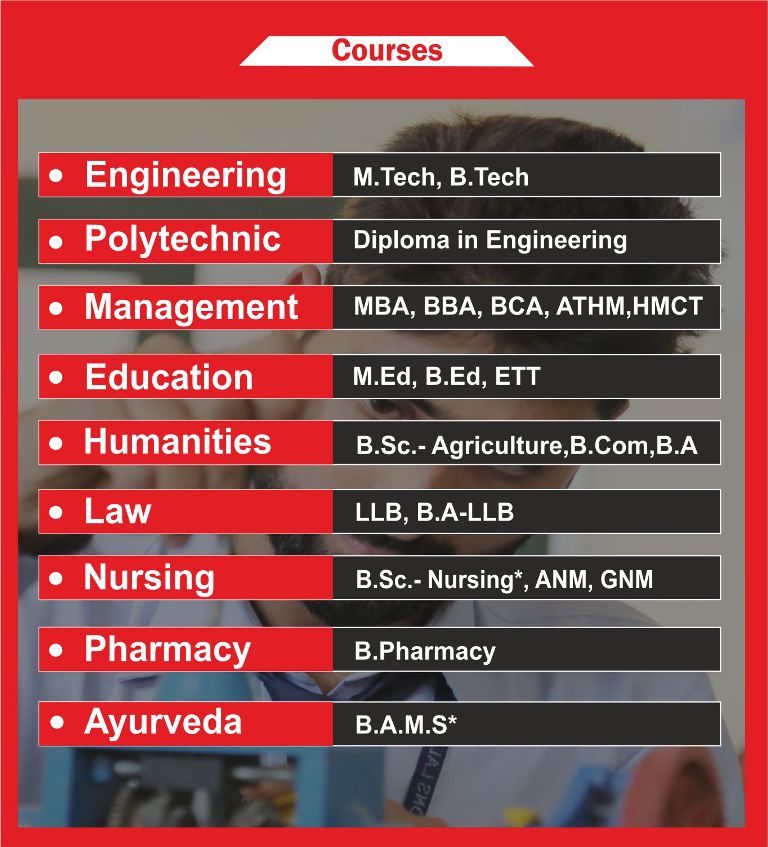 Courses
• Engineering M.Tech, B.Tech
• Polytechnic Diploma in Engineering
• Management MBA, BBA, BCA, ATHM,HMCT
• Education M.Ed, B.Ed, ETT
• Humanities B.Sc.- Agriculture,B.Com,B.A
• Law LLB, B.A-LLB
• Nursing B.Sc.- Nursing*, ANM, GNM
• Pharmacy B.Pharmacy
• Ayurveda B.A.M.S*